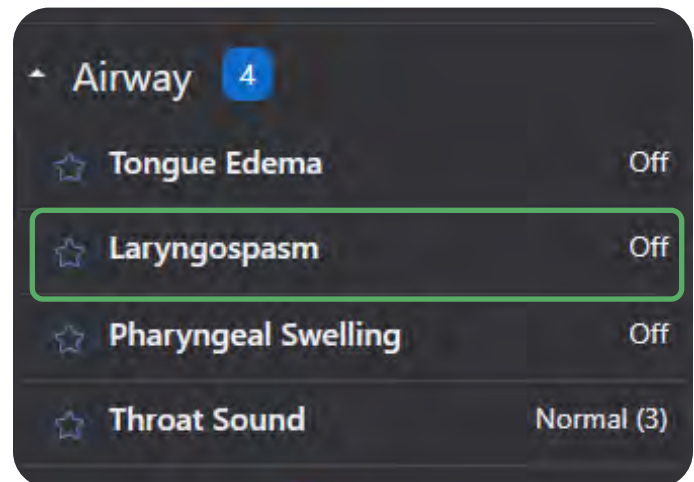 Airway 4
Tongue Edema Off
Laryngospasm Off
Pharyngeal Swelling Off
Throat Sound Normal (3)